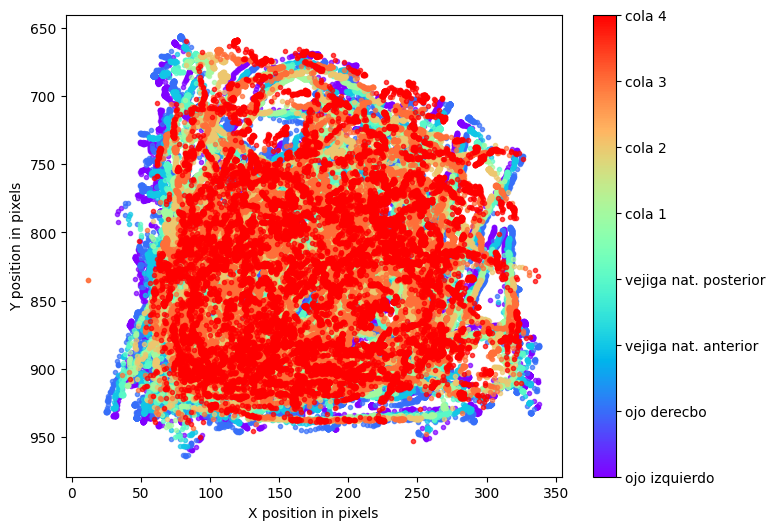 650
700
750
800
850
900
950
Y position in pixels
0
50
100
150
200
250
300
350
X position in pixels
cola 4
cola 3
cola 2
cola 1
vejiga nat. posterior
vejiga nat. anterior
ojo derecbo
ojo izquierdo